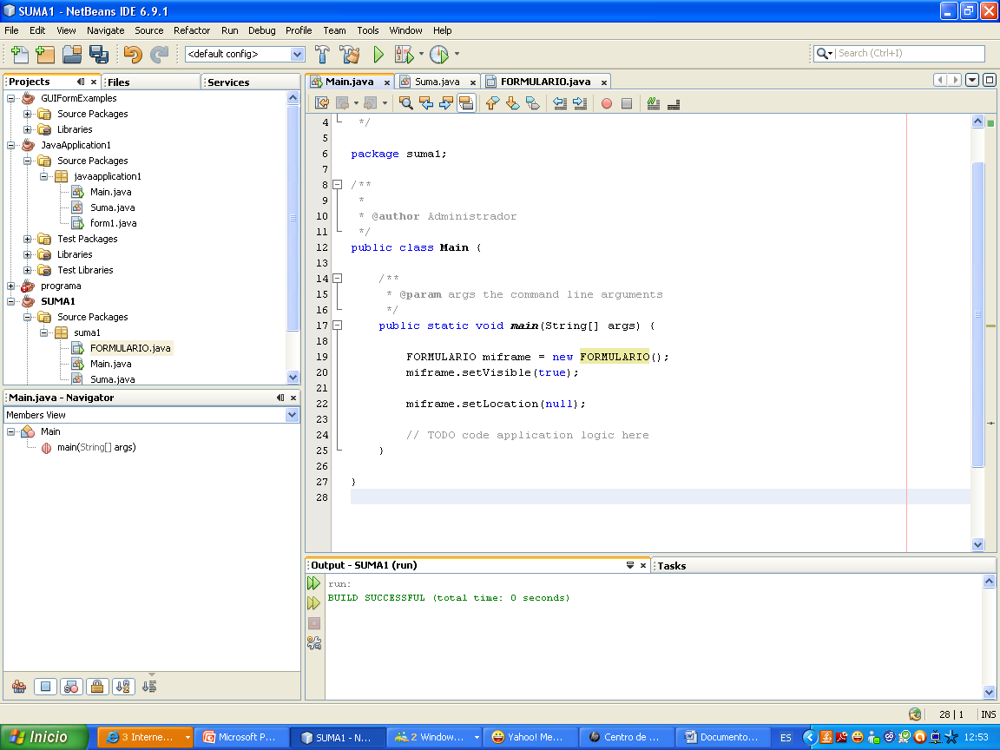 SUMA1 - NetBeans IDE 6.9.1
File Edit View Navigate Source Refactor Run Debug Profile Team Tools Window Help
<default config>
Search (Ctrl+I)
Projects
Files
Services
GUIFormExamples
Source Packages
Libraries
JavaApplication1
Source Packages
javaapplication1
Main.java
Suma.java
form1.java
Test Packages
Libraries
Test Libraries
programa
SUMA1
Source Packages
suma1
FORMULARIO.java
Main.java
Suma.java
Main.java - Navigator
Members View
Main
main(String[] args)
Main.java
Suma.java
FORMULARIO.java
4 */
5
6 package suma1;
7
8 /**
9 *
10 * @author Administrador
11 */
12 public class Main {
13
14 /**
15 * @param args the command line arguments
16 */
17 public static void main(String[] args) {
18
19 FORMULARIO miframe = new FORMULARIO();
20 miframe.setVisible(true);
21
22 miframe.setLocation(null);
23
24 // TODO code application logic here
25 }
26
27 }
28
Output - SUMA1 (run)
Tasks
run:
BUILD SUCCESSFUL (total time: 0 seconds)
28 | 1 INS
Inicio
3 Interne...
Microsoft P...
SUMA1 - N...
2 Window...
Yahoo! Me...
Centro de ...
Documento...
ES
12:53